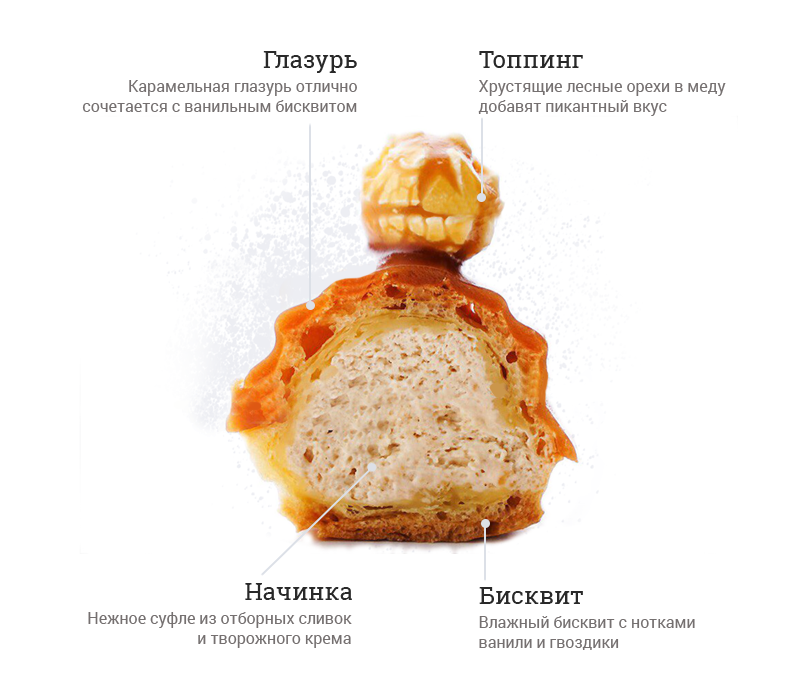 Глазурь
Карамельная глазурь отлично
сочетается с ванильным бисквитом
Топпинг
Хрустящие лесные орехи в меду
добавят пикантный вкус
Начинка
Нежное суфле из отборных сливок
и творожного крема
Бисквит
Влажный бисквит с нотками
ванили и гвоздики